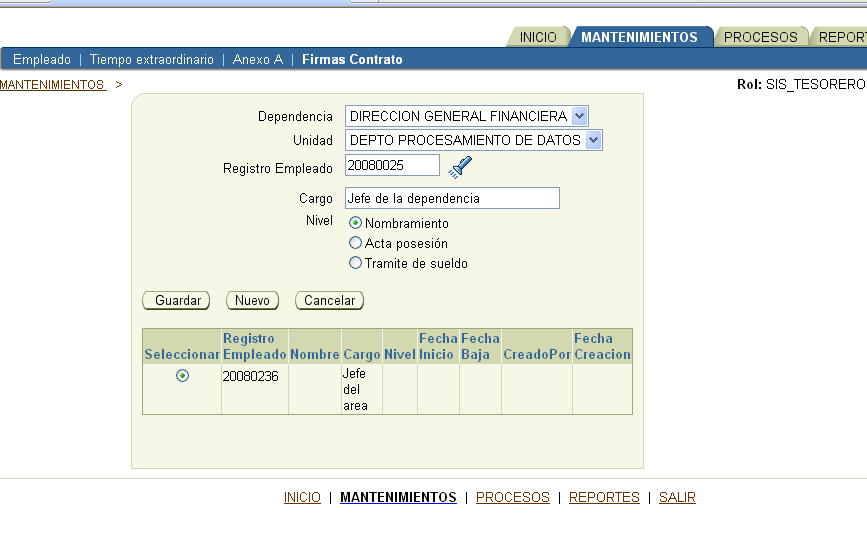 INICIO MANTENIMIENTOS PROCESOS REPORT
Empleado | Tiempo extraordinario | Anexo A | Firmas Contrato
MANTENIMIENTOS > Rol: SIS_TESORERO
Dependencia DIRECCION GENERAL FINANCIERA
Unidad DEPTO PROCESAMIENTO DE DATOS
Registro Empleado 20080025
Cargo Jefe de la dependencia
Nivel Nombramiento
Acta posesión
Tramite de sueldo
Guardar Nuevo Cancelar
Seleccionar Registro Empleado Nombre Cargo Nivel Fecha Inicio Fecha Baja CreadoPor Fecha Creacion
20080236 Jefe del area
INICIO | MANTENIMIENTOS | PROCESOS | REPORTES | SALIR